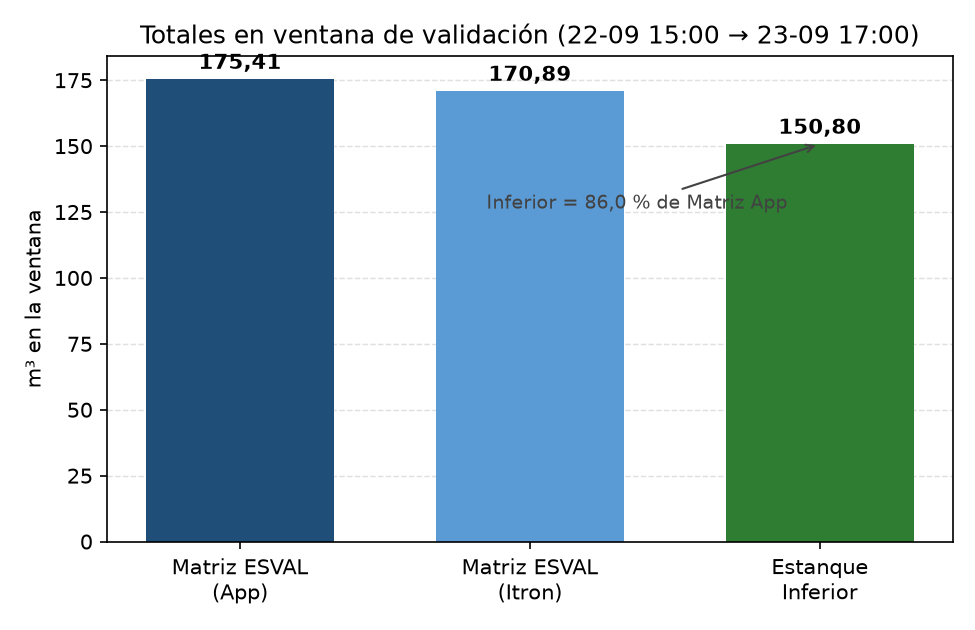 Totales en ventana de validación (22-09 15:00 → 23-09 17:00)
175,41
170,89
150,80
Inferior = 86,0 % de Matriz App
m³ en la ventana
175
150
125
100
75
50
25
0
Matriz ESVAL
(App)
Matriz ESVAL
(Itron)
Estanque
Inferior